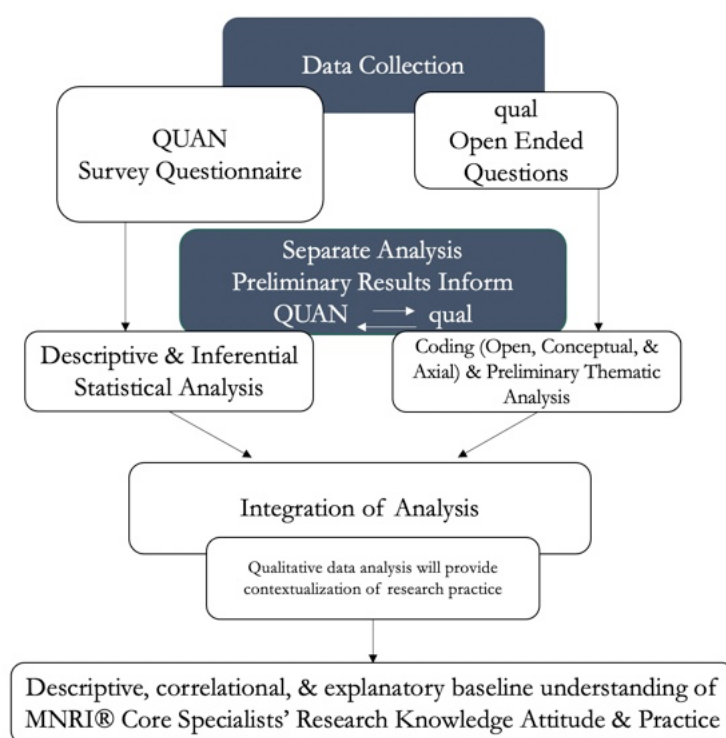 Data Collection
QUAN
Survey Questionnaire
qual
Open Ended
Questions
Separate Analysis
Preliminary Results Inform
QUAN qual
Descriptive & Inferential
Statistical Analysis
Coding (Open, Conceptual, &
Axial) & Preliminary Thematic
Analysis
Integration of Analysis
Qualitative data analysis will provide
contextualization of research practice
Descriptive, correlational, & explanatory baseline understanding of
MNRI® Core Specialists’ Research Knowledge Attitude & Practice